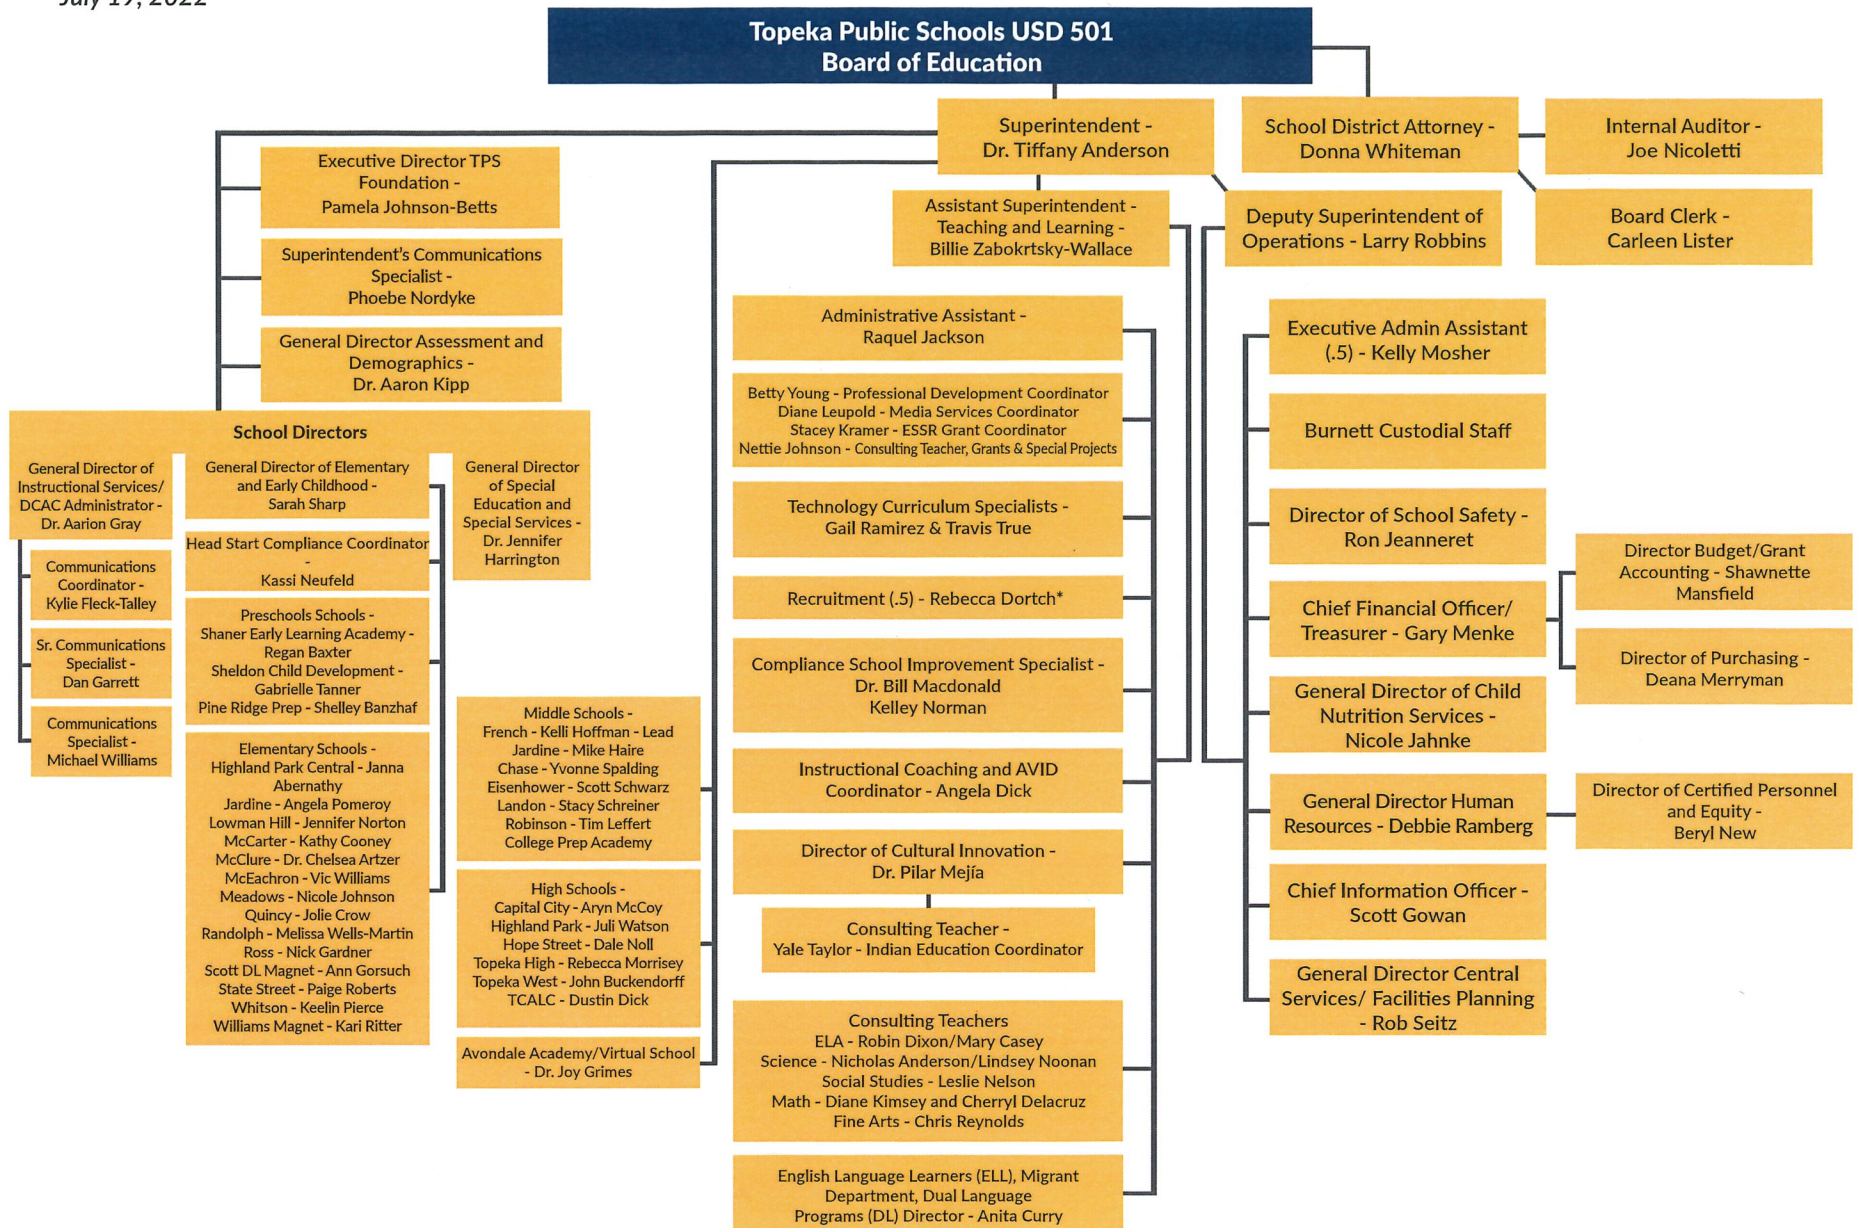 July 19, 2022
Topeka Public Schools USD 501
Board of Education
Superintendent -
Dr. Tiffany Anderson
School District Attorney -
Donna Whiteman
Internal Auditor -
Joe Nicoletti
Board Clerk -
Carleen Lister
Executive Director TPS
Foundation -
Pamela Johnson-Betts
Superintendent's Communications
Specialist -
Phoebe Nordyke
General Director Assessment and
Demographics -
Dr. Aaron Kipp
School Directors
General Director of
Instructional Services/
DCAC Administrator -
Dr. Aarion Gray
Communications
Coordinator -
Kylie Fleck-Talley
Sr. Communications
Specialist -
Dan Garrett
Communications
Specialist -
Michael Williams
General Director of Elementary
and Early Childhood -
Sarah Sharp
Head Start Compliance Coordinator
-
Kassi Neufeld
Preschools Schools -
Shaner Early Learning Academy -
Regan Baxter
Sheldon Child Development -
Gabrielle Tanner
Pine Ridge Prep - Shelley Banzhaf
Elementary Schools -
Highland Park Central - Janna
Abernathy
Jardine - Angela Pomeroy
Lowman Hill - Jennifer Norton
McCarter - Kathy Cooney
McClure - Dr. Chelsea Artzer
McEachron - Vic Williams
Meadows - Nicole Johnson
Quincy - Jolie Crow
Randolph - Melissa Wells-Martin
Ross - Nick Gardner
Scott DL Magnet - Ann Gorsuch
State Street - Paige Roberts
Whitson - Keelin Pierce
Williams Magnet - Kari Ritter
General Director
of Special
Education and
Special Services -
Dr. Jennifer
Harrington
Middle Schools -
French - Kelli Hoffman - Lead
Jardine - Mike Haire
Chase - Yvonne Spalding
Eisenhower - Scott Schwarz
Landon - Stacy Schreiner
Robinson - Tim Leffert
College Prep Academy
High Schools -
Capital City - Aryn McCoy
Highland Park - Juli Watson
Hope Street - Dale Noll
Topeka High - Rebecca Morrisey
Topeka West - John Buckendorff
TCALC - Dustin Dick
Avondale Academy/Virtual School
- Dr. Joy Grimes
Assistant Superintendent -
Teaching and Learning -
Billie Zabokrtsky-Wallace
Administrative Assistant -
Raquel Jackson
Betty Young - Professional Development Coordinator
Diane Leupold - Media Services Coordinator
Stacey Kramer - ESSR Grant Coordinator
Nettie Johnson - Consulting Teacher, Grants & Special Projects
Technology Curriculum Specialists -
Gail Ramirez & Travis True
Recruitment (.5) - Rebecca Dortch*
Compliance School Improvement Specialist -
Dr. Bill Macdonald
Kelley Norman
Instructional Coaching and AVID
Coordinator - Angela Dick
Director of Cultural Innovation -
Dr. Pilar Mejía
Consulting Teacher -
Yale Taylor - Indian Education Coordinator
Consulting Teachers
ELA - Robin Dixon/Mary Casey
Science - Nicholas Anderson/Lindsey Noonan
Social Studies - Leslie Nelson
Math - Diane Kimsey and Cherryl Delacruz
Fine Arts - Chris Reynolds
English Language Learners (ELL), Migrant
Department, Dual Language
Programs (DL) Director - Anita Curry
Deputy Superintendent of
Operations - Larry Robbins
Executive Admin Assistant
(.5) - Kelly Mosher
Burnett Custodial Staff
Director of School Safety -
Ron Jeanneret
Chief Financial Officer/
Treasurer - Gary Menke
Director Budget/Grant
Accounting - Shawnette
Mansfield
Director of Purchasing -
Deana Merryman
General Director of Child
Nutrition Services -
Nicole Jahnke
General Director Human
Resources - Debbie Ramberg
Director of Certified Personnel
and Equity -
Beryl New
Chief Information Officer -
Scott Gowan
General Director Central
Services/ Facilities Planning
- Rob Seitz